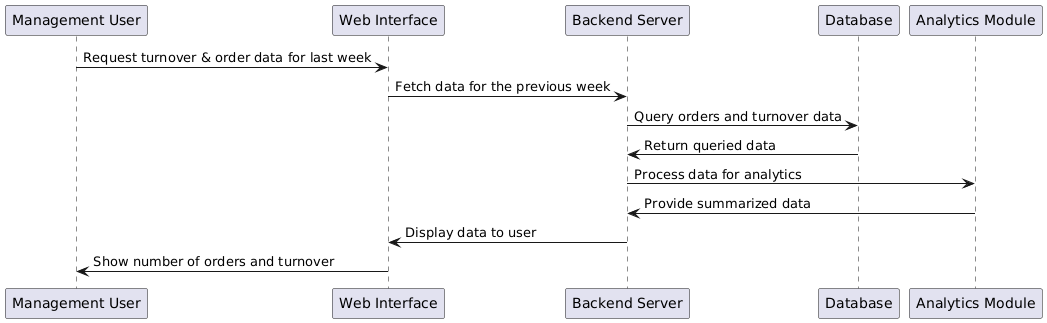 Management User
Web Interface
Backend Server
Database
Analytics Module
Request turnover & order data for last week
Fetch data for the previous week
Query orders and turnover data
Return queried data
Process data for analytics
Provide summarized data
Display data to user
Show number of orders and turnover
Management User
Web Interface
Backend Server
Database
Analytics Module